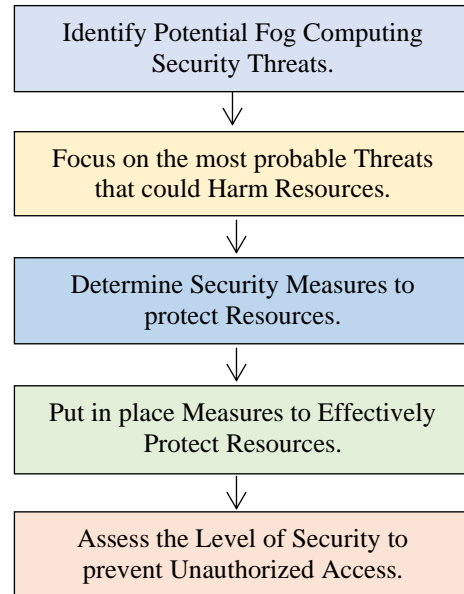 Identify Potential Fog Computing
Security Threats.
Focus on the most probable Threats
that could Harm Resources.
Determine Security Measures to
protect Resources.
Put in place Measures to Effectively
Protect Resources.
Assess the Level of Security to
prevent Unauthorized Access.